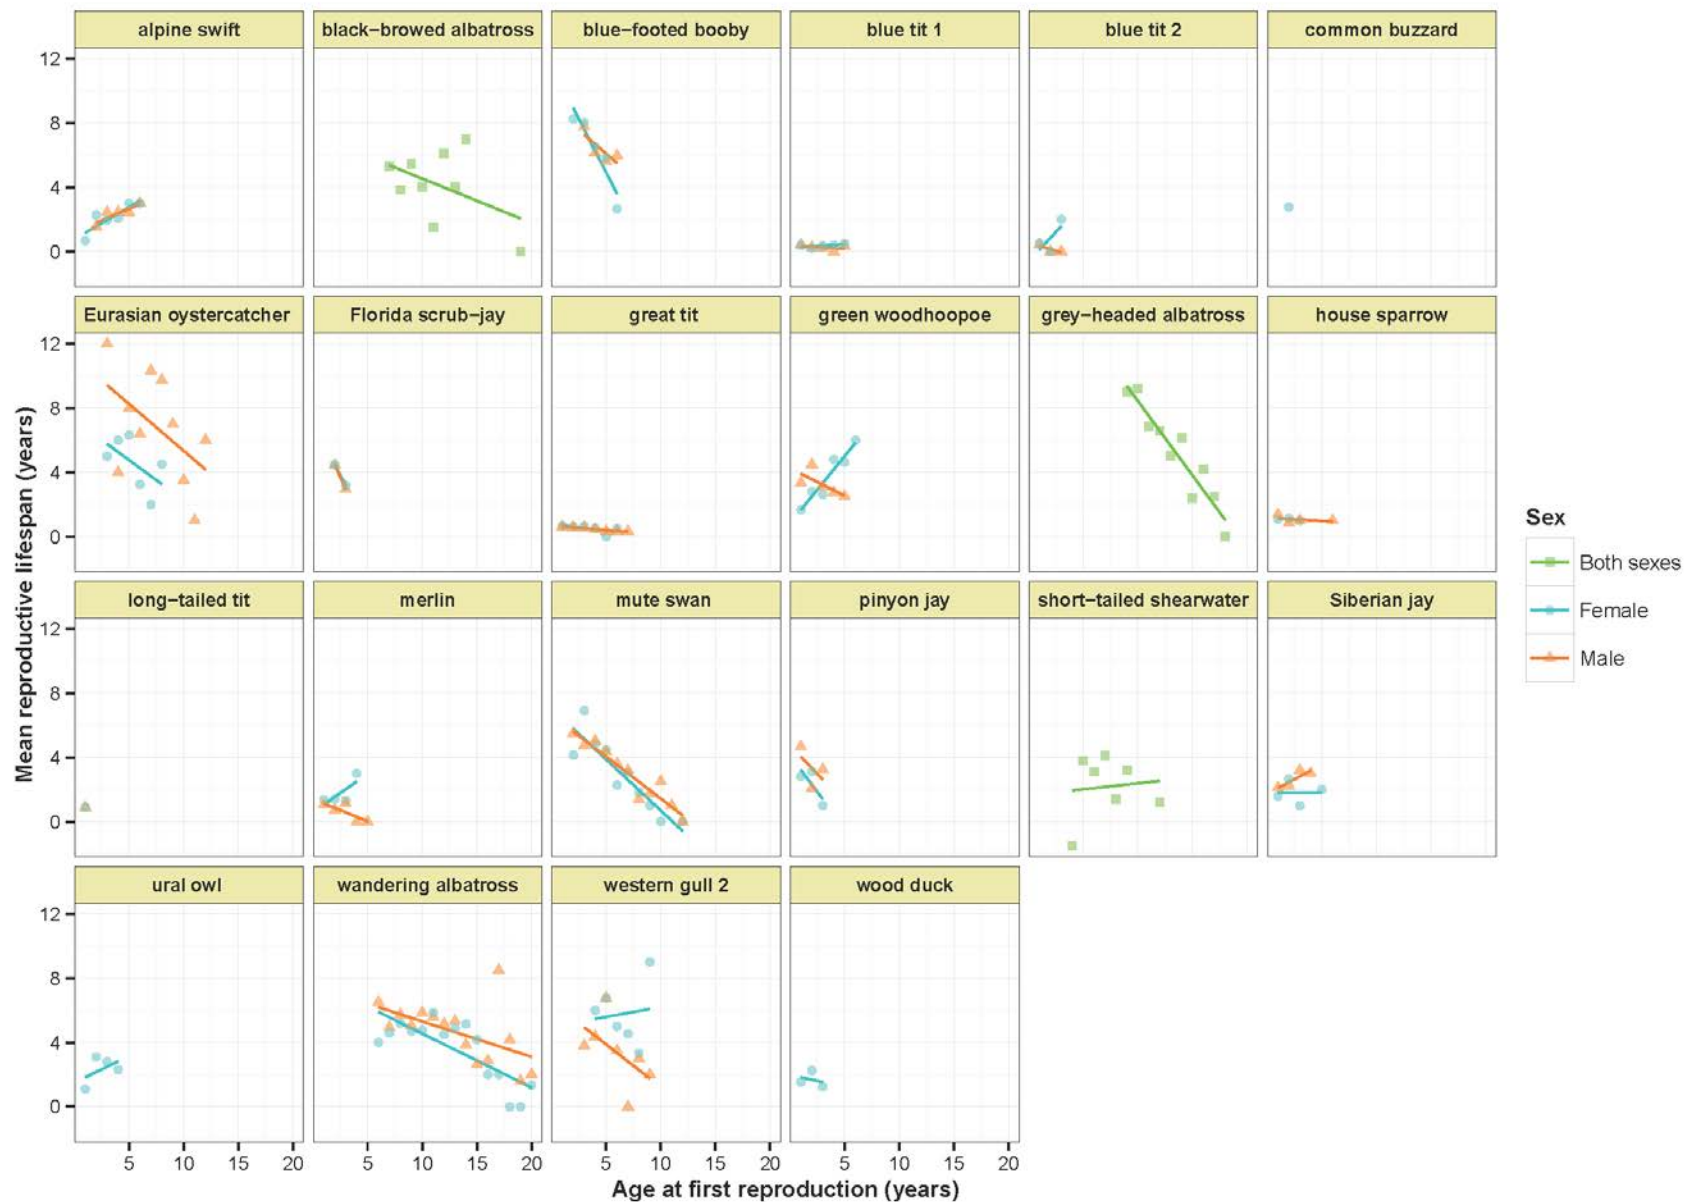 alpine swift black−browed albatross blue−footed booby blue tit 1 blue tit 2 common buzzard
12
8
4
0
Eurasian oystercatcher Florida scrub−jay great tit green woodhoopoe grey−headed albatross house sparrow
12
8
4
0
long−tailed tit merlin mute swan pinyon jay short−tailed shearwater Siberian jay
12
8
4
0
ural owl wandering albatross western gull 2 wood duck
12
8
4
0
5 10 15 20 5 10 15 20 5 10 15 20 5 10 15 20
Age at first reproduction (years)
Mean reproductive lifespan (years)
Sex
Both sexes
Female
Male